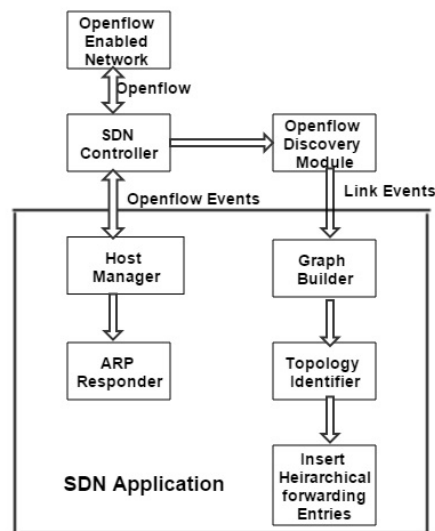 Openflow
Enabled
Network
Openflow
SDN
Controller
Openflow
Discovery
Module
Openflow Events
Link Events
Host
Manager
Graph
Builder
ARP
Responder
Topology
Identifier
SDN Application
Insert
Heirarchical
forwarding
Entries